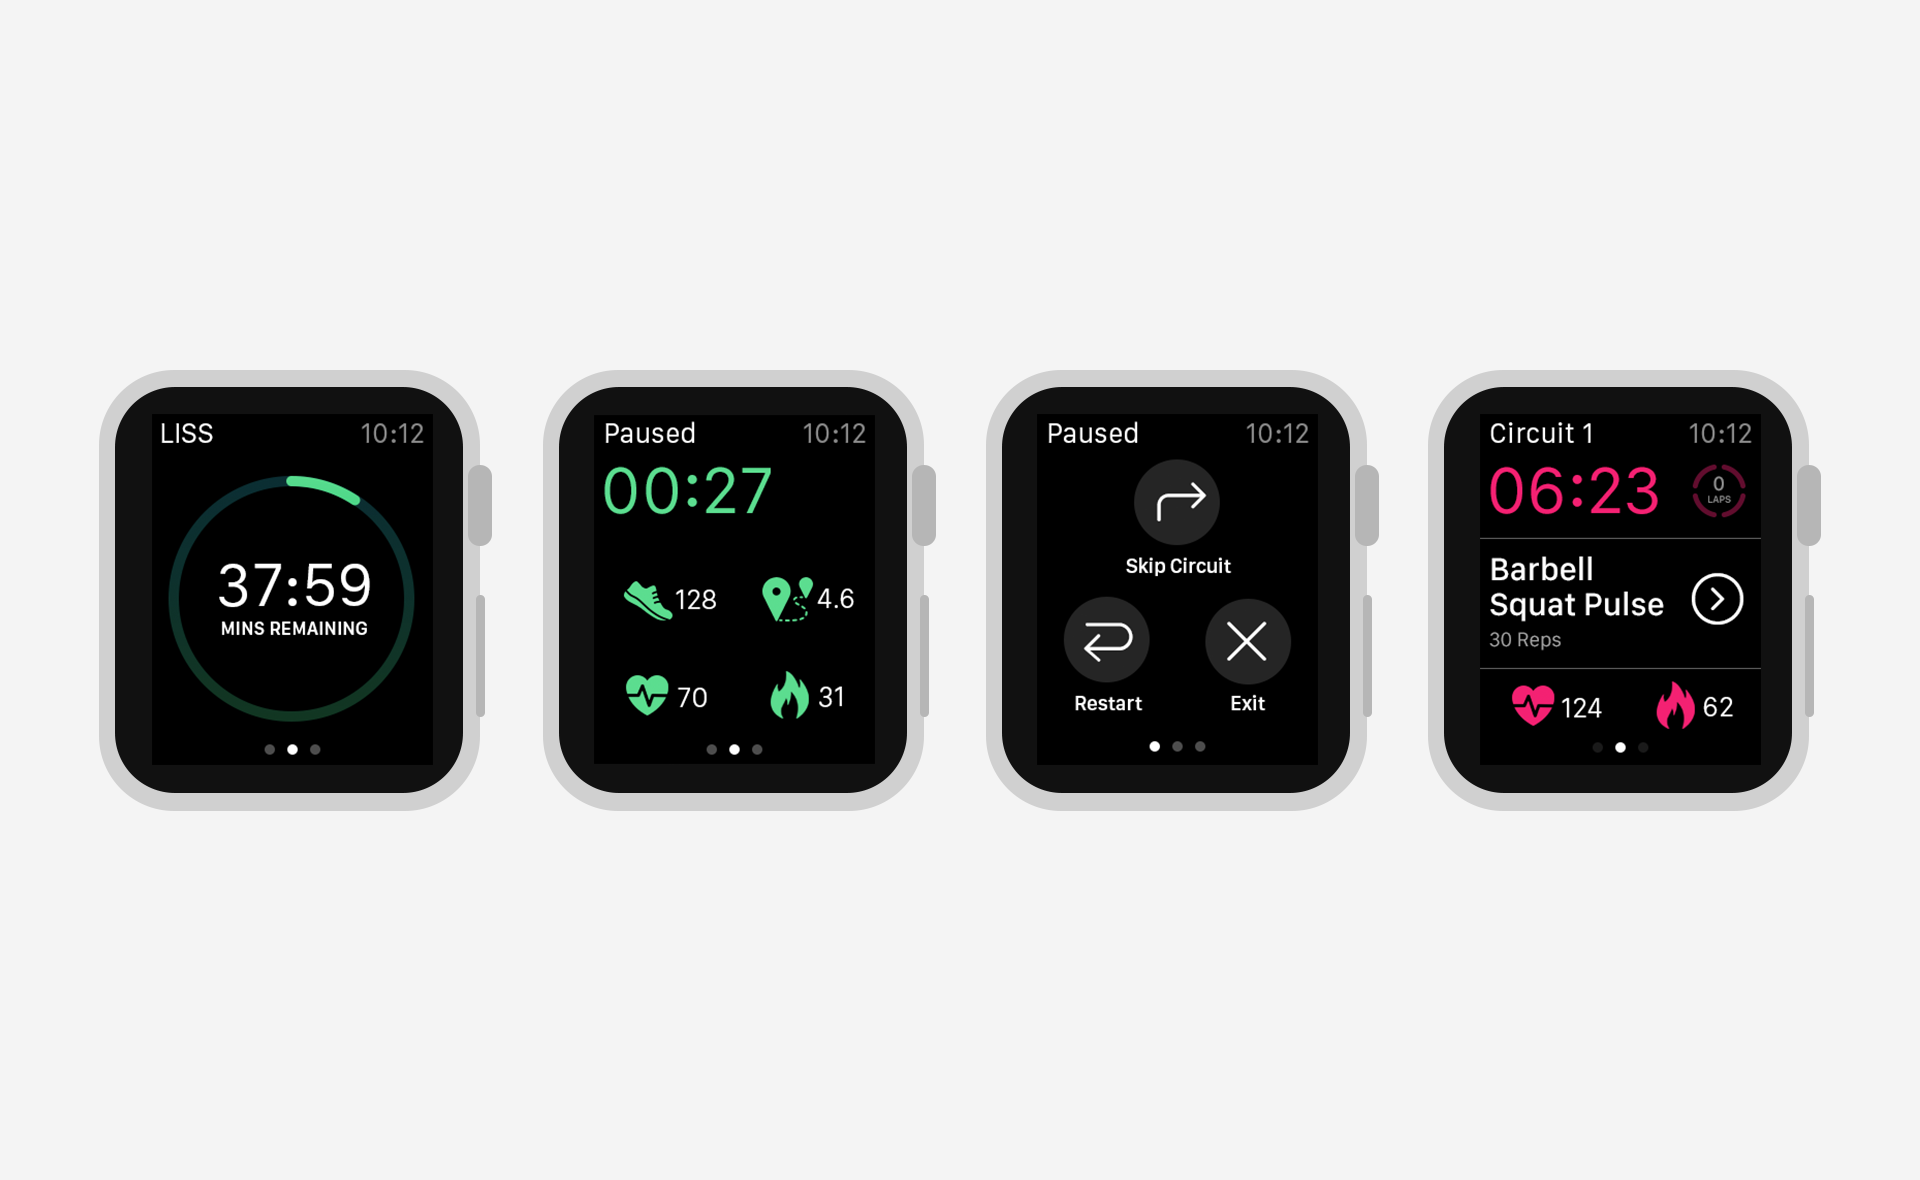 LISS 10:12
37:59
MINS REMAINING
Paused 10:12
00:27
128 4.6
70 31
Paused 10:12
Skip Circuit
Restart Exit
Circuit 1 10:12
06:23 0
LAPS
Barbell
Squat Pulse
30 Reps
124 62